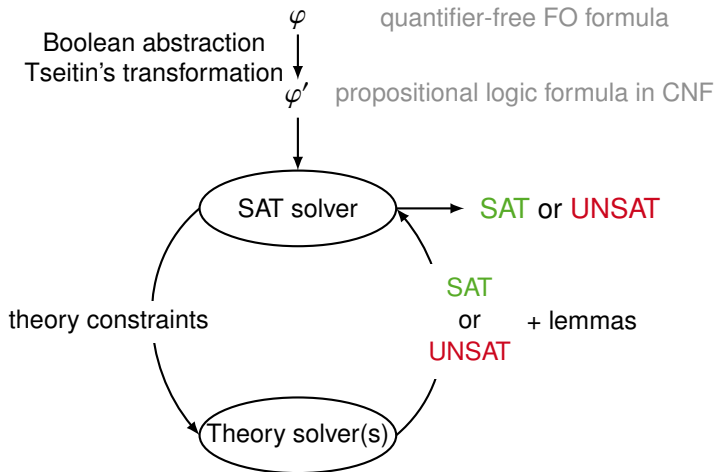 φ quantifier-free FO formula
Boolean abstraction
Tseitin's transformation
φ' propositional logic formula in CNF
SAT solver
SAT or UNSAT
theory constraints
SAT
or
UNSAT
+ lemmas
Theory solver(s)